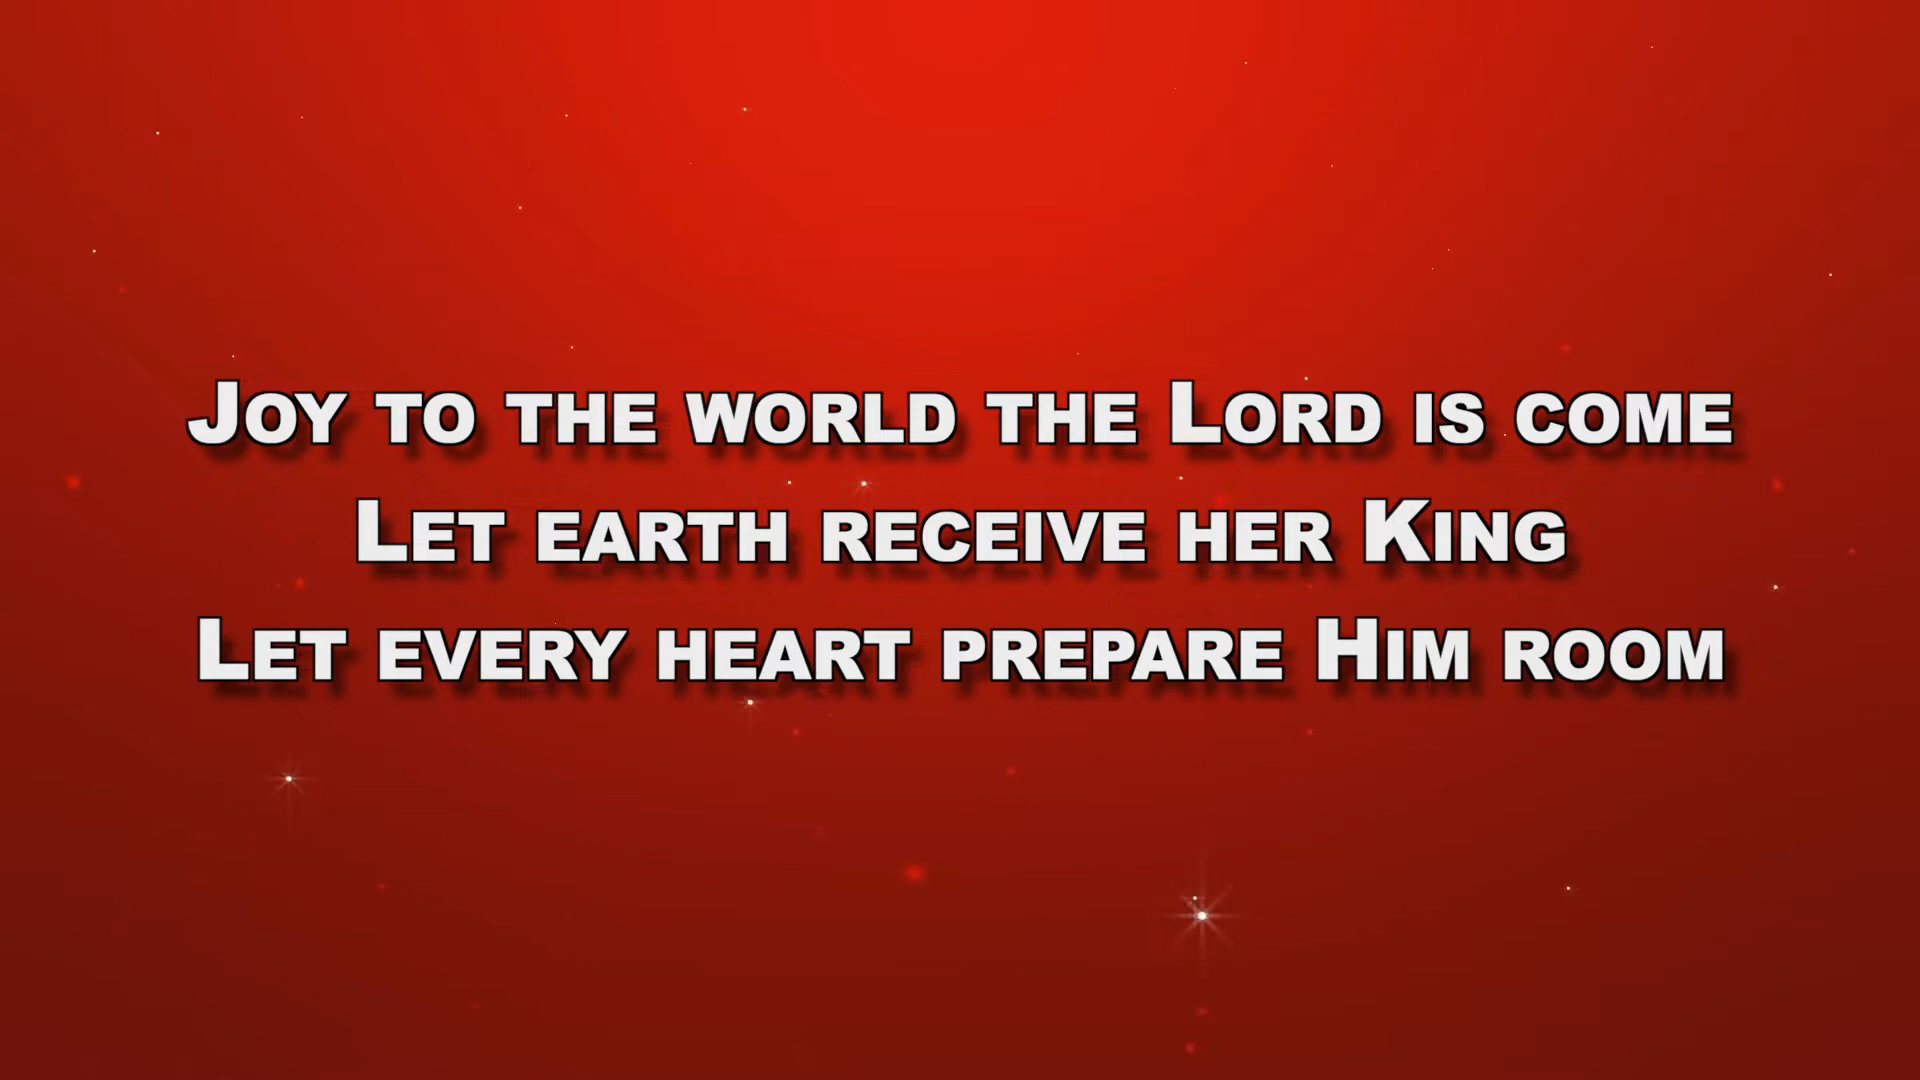 Joy to the world the Lord is come
Let earth receive her King
Let every heart prepare Him room